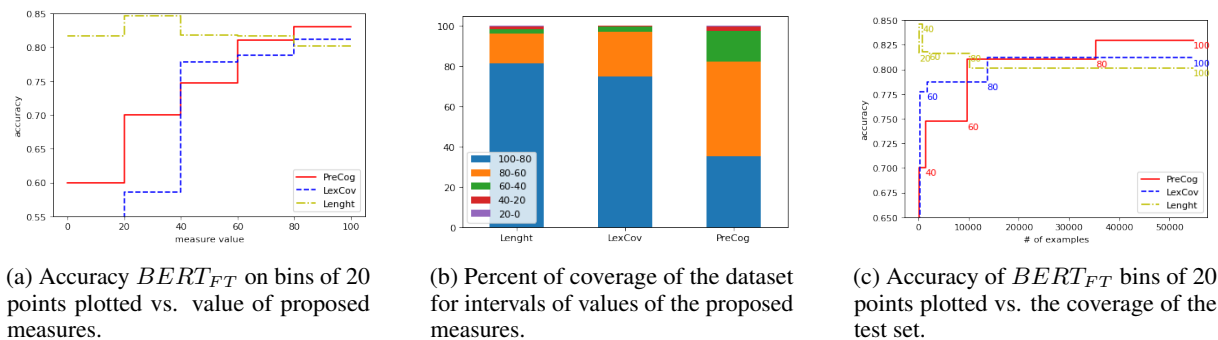 0.85
0.80
0.75
0.70
0.65
0.60
0.55
accuracy
0
20
40
60
80
100
measure value
PreCog
LexCov
Lenght
100
80
60
40
20
0
100-80
80-60
60-40
40-20
20-0
Lenght
LexCov
PreCog
0.850
0.825
0.800
0.775
0.750
0.725
0.700
0.675
0.650
accuracy
40
20
60
80
100
60
80
100
40
60
80
100
0
10000
20000
30000
40000
50000
# of examples
PreCog
LexCov
Lenght
(a) Accuracy BERT_FT on bins of 20
points plotted vs. value of proposed
measures.
(b) Percent of coverage of the dataset
for intervals of values of the proposed
measures.
(c) Accuracy of BERT_FT bins of 20
points plotted vs. the coverage of the
test set.